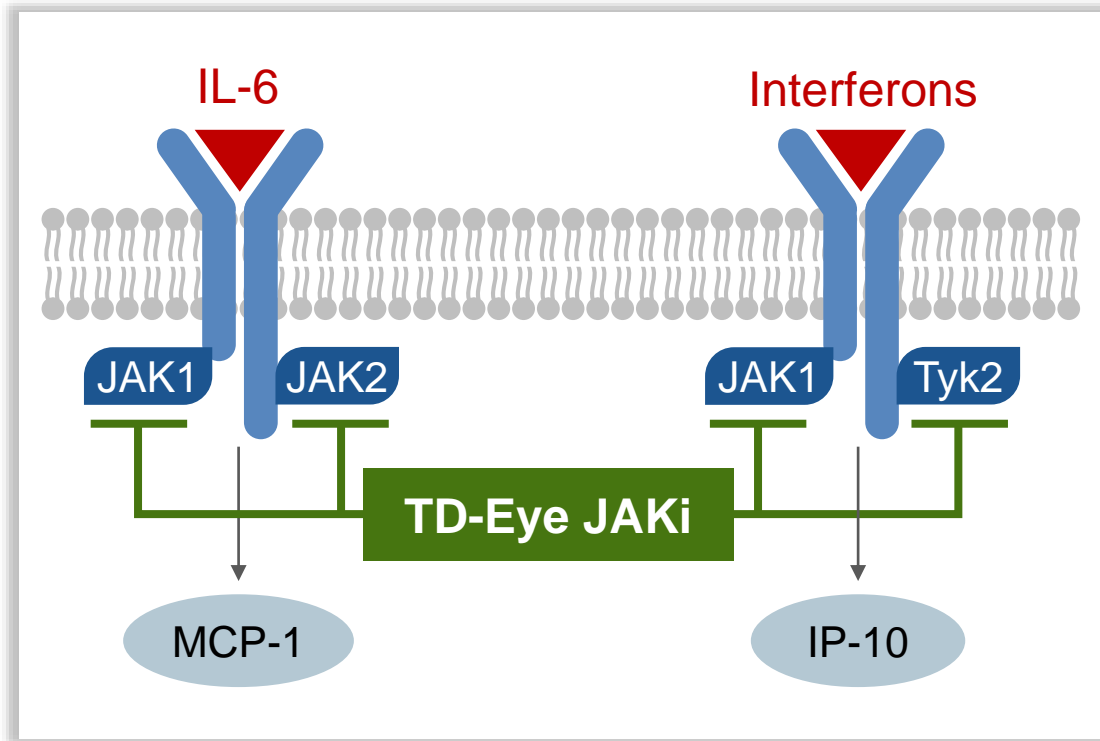 IL-6
Interferons
JAK1
JAK2
JAK1
Tyk2
TD-Eye JAKi
MCP-1
IP-10